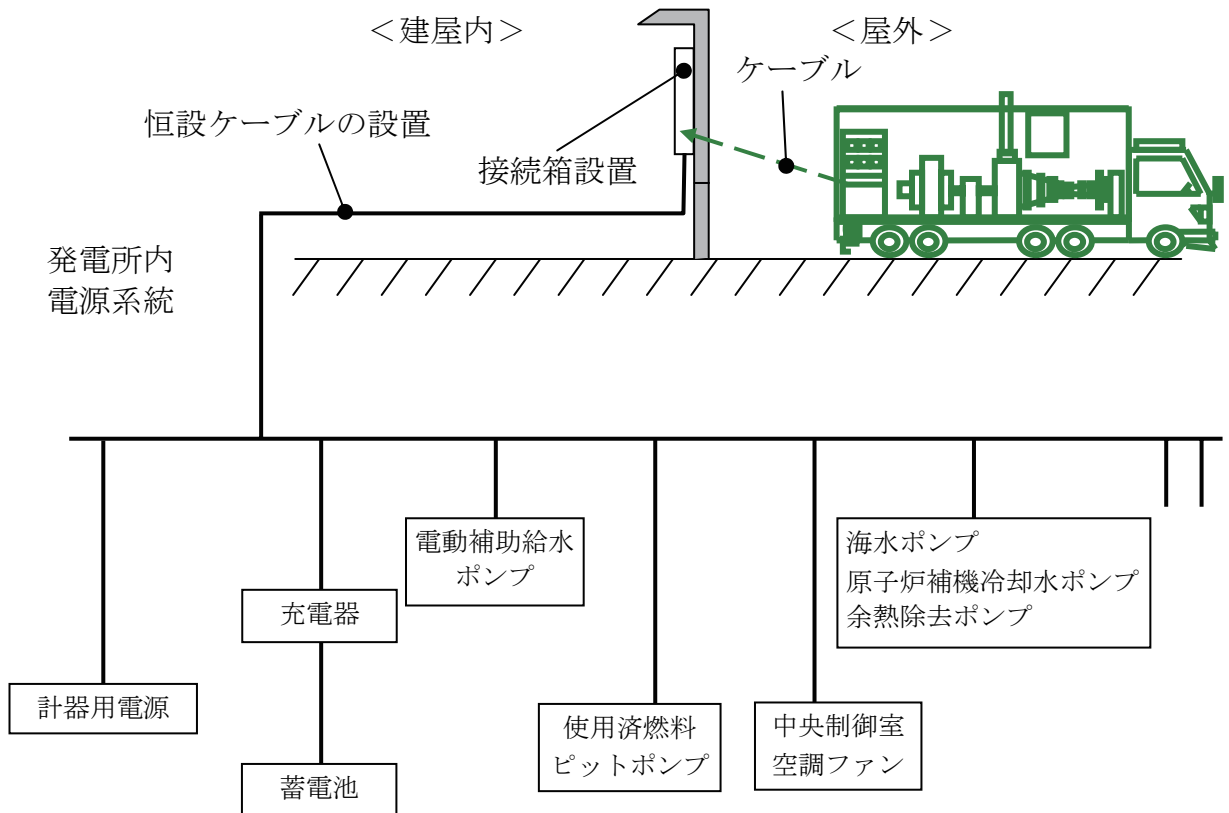 ＜建屋内＞
＜屋外＞
ケーブル
恒設ケーブルの設置
接続箱設置
発電所内
電源系統
電動補助給水
ポンプ
海水ポンプ
原子炉補機冷却水ポンプ
余熱除去ポンプ
充電器
計器用電源
使用済燃料
ピットポンプ
中央制御室
空調ファン
蓄電池